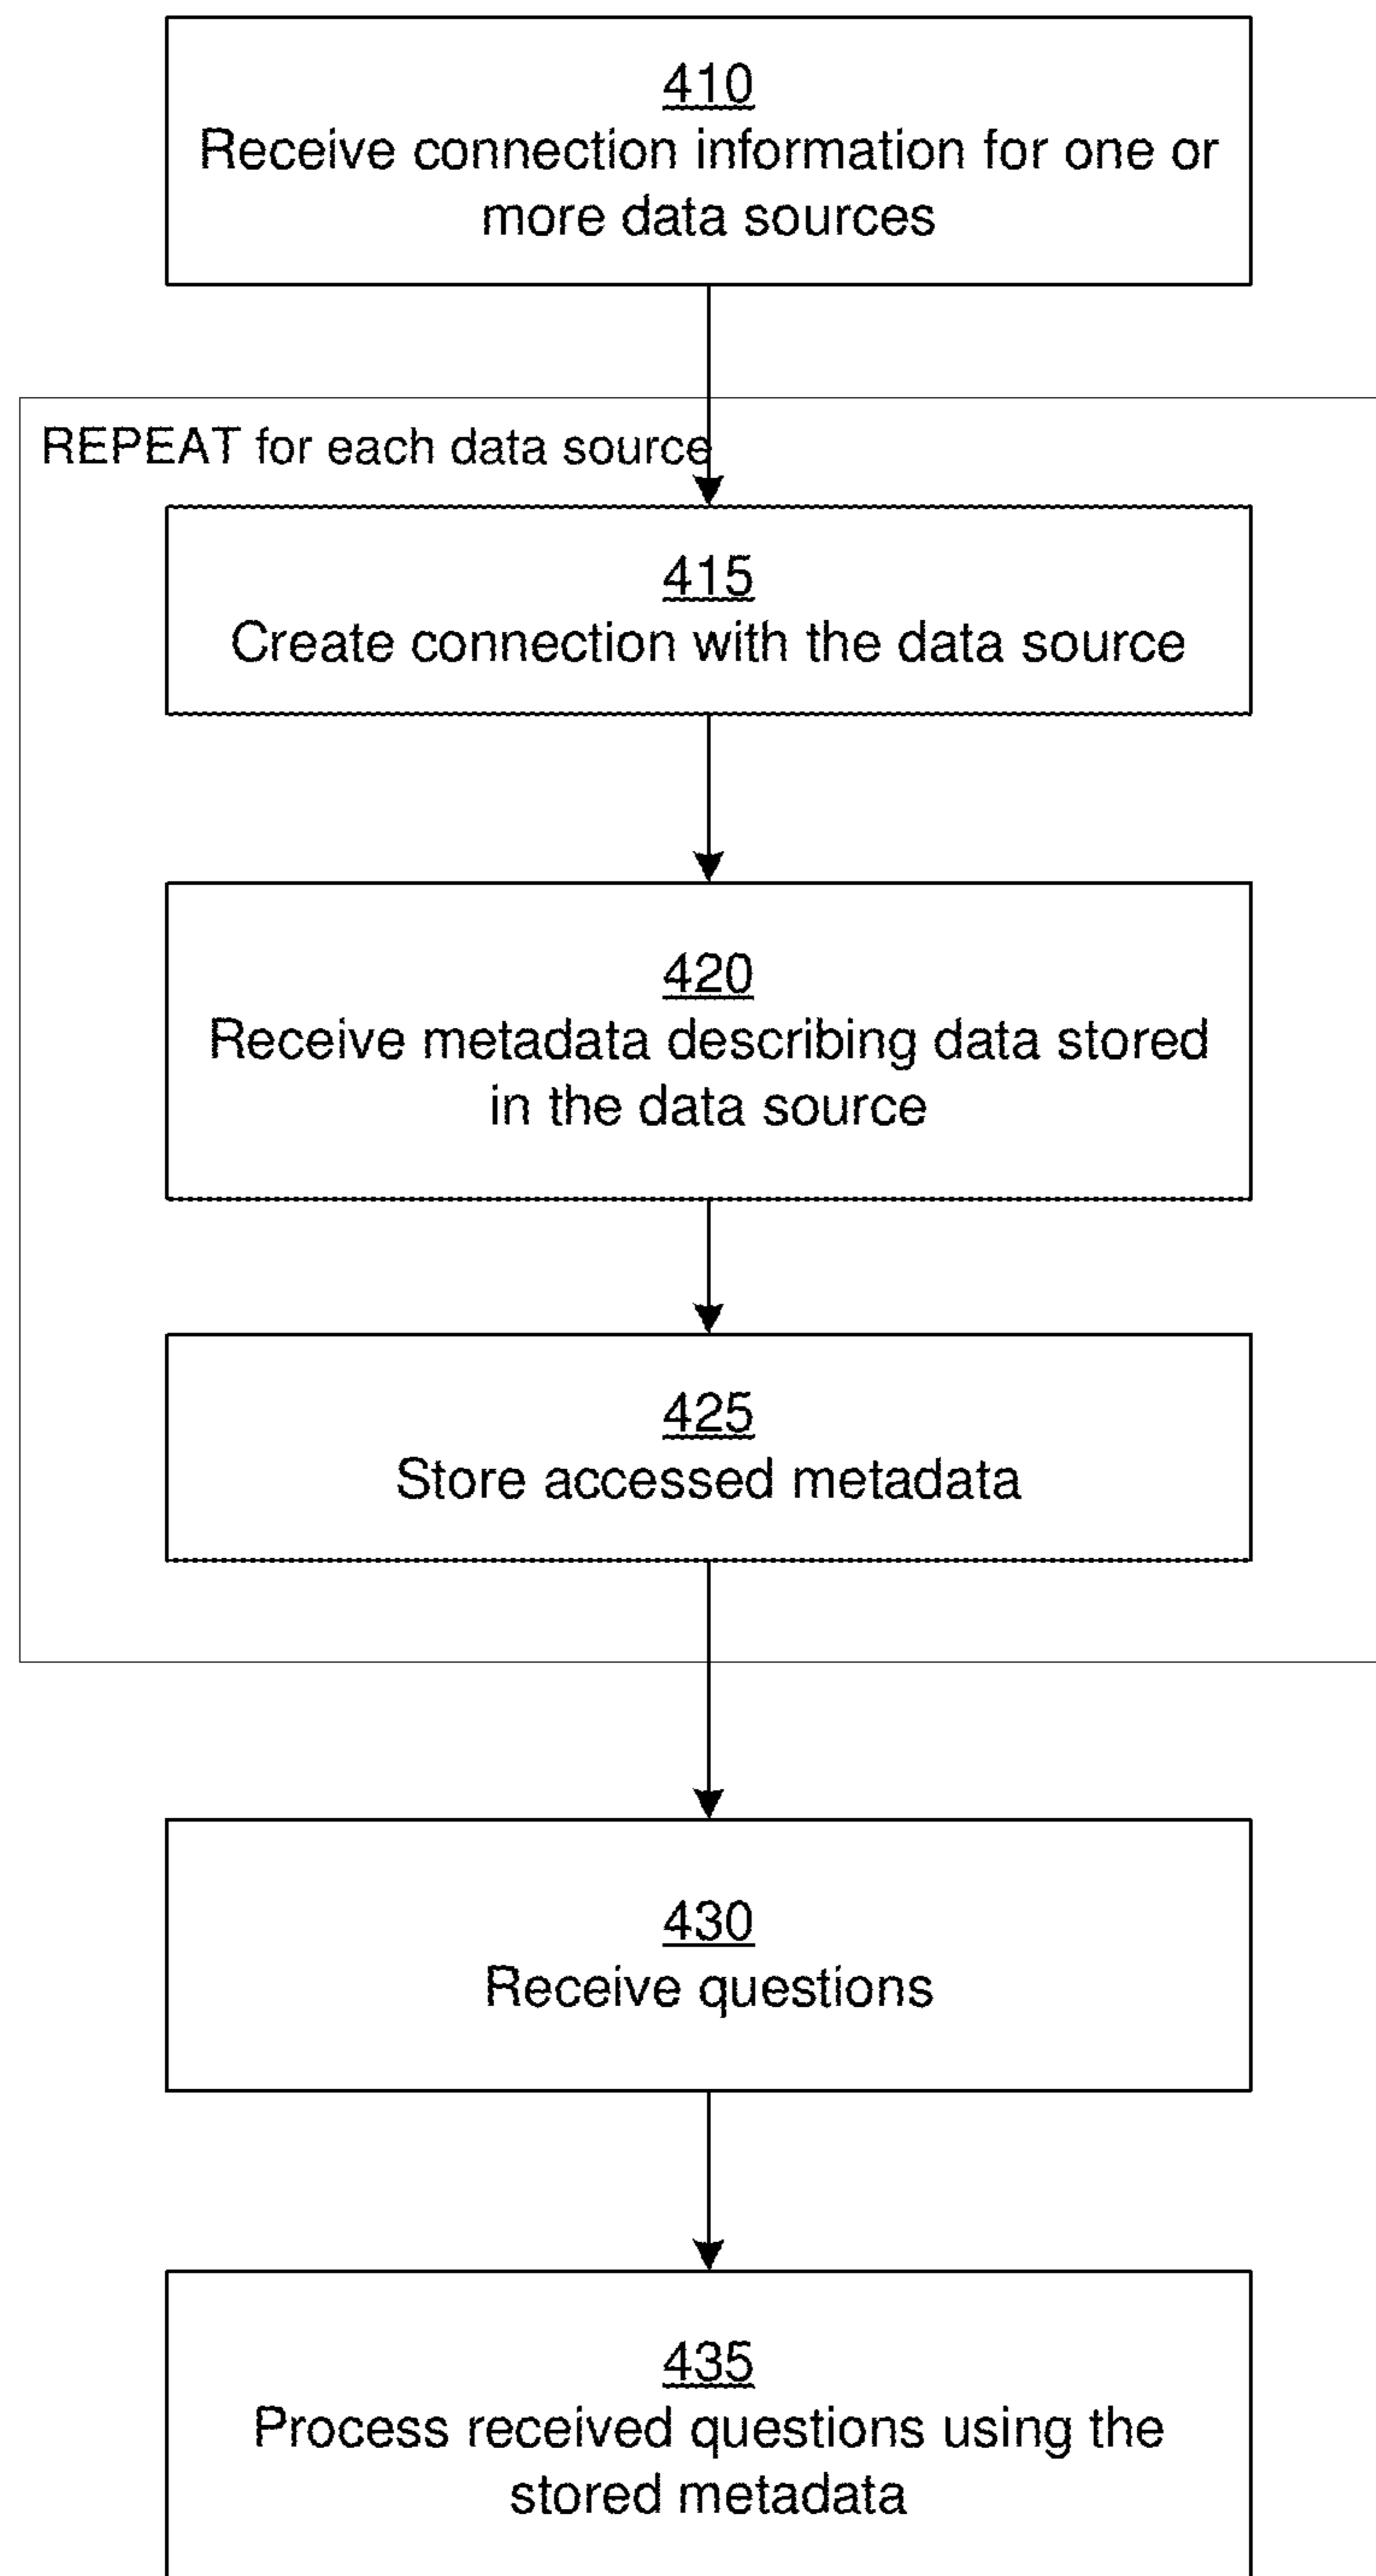 410
Receive connection information for one or
more data sources
REPEAT for each data source
415
Create connection with the data source
420
Receive metadata describing data stored
in the data source
425
Store accessed metadata
430
Receive questions
435
Process received questions using the
stored metadata